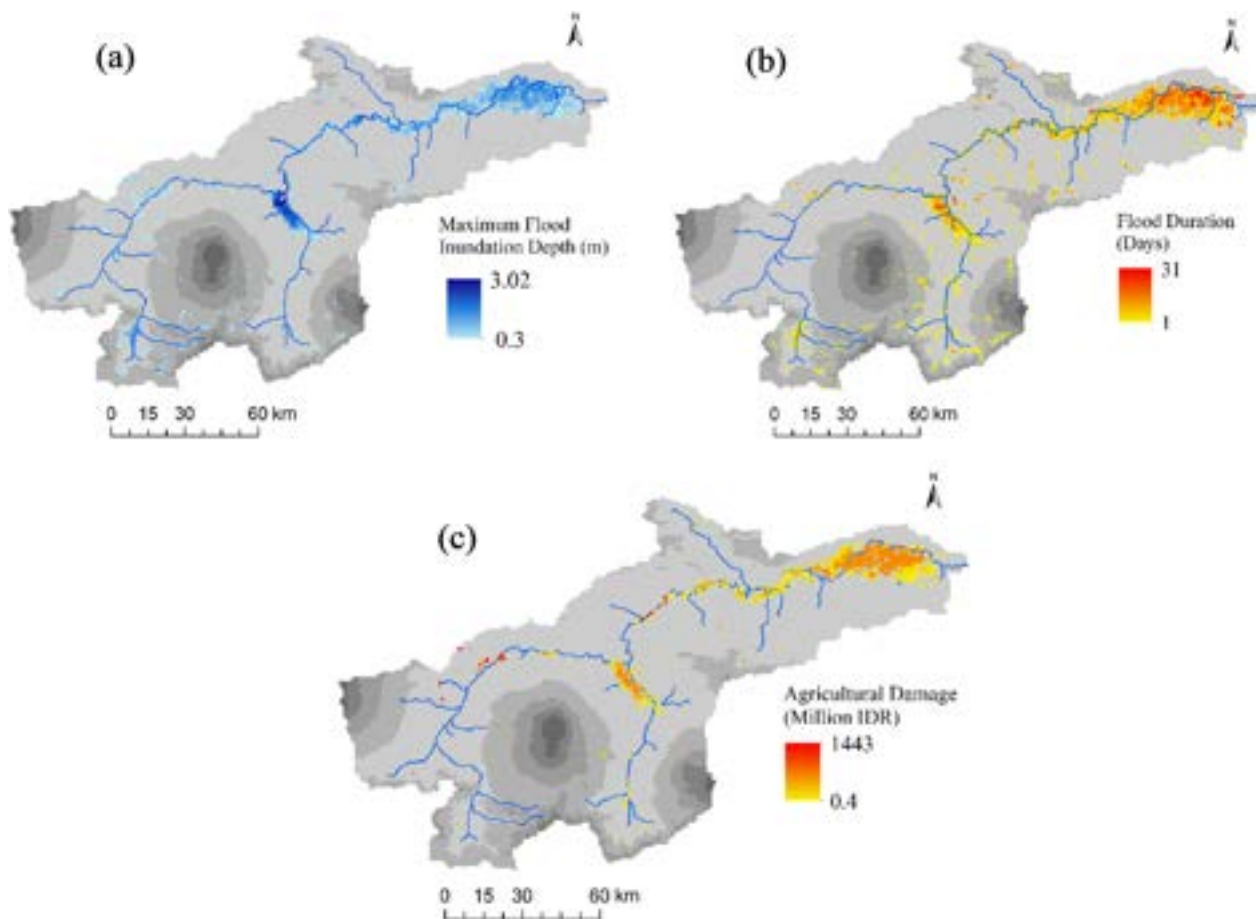 (a)
N
Maximum Flood
Inundation Depth (m)
3.02
0.3
0 15 30 60 km
(b)
N
Flood Duration
(Days)
31
1
0 15 30 60 km
(c)
N
Agricultural Damage
(Million IDR)
1443
0.4
0 15 30 60 km